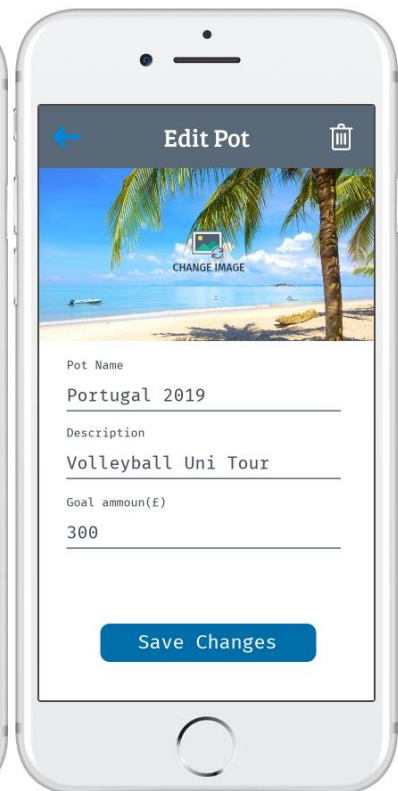 Edit Pot
CHANGE IMAGE
Pot Name
Portugal 2019
Description
Volleyball Uni Tour
Goal ammoun(£)
300
Save Changes